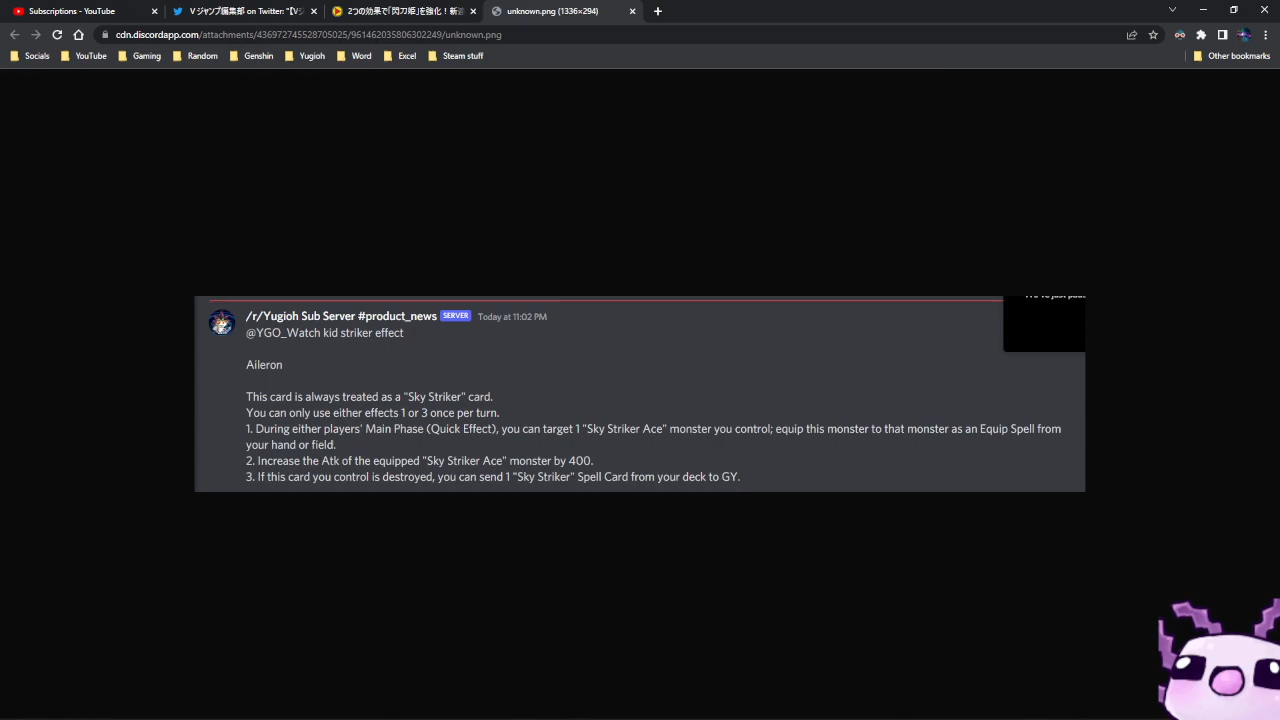 Subscriptions - YouTube
Vジャンプ編集部 on Twitter: "【Vジ
2つの効果で「閃刀姫」を強化！新
unknown.png (1336×294)
cdn.discordapp.com/attachments/436972745528705025/961462035806302249/unknown.png
Socials
YouTube
Gaming
Random
Genshin
Yugioh
Word
Excel
Steam stuff
Other bookmarks
/r/Yugioh Sub Server #product_news SERVER Today at 11:02 PM
@YGO_Watch kid striker effect
Aileron
This card is always treated as a "Sky Striker" card.
You can only use either effects 1 or 3 once per turn.
1. During either players' Main Phase (Quick Effect), you can target 1 "Sky Striker Ace" monster you control; equip this monster to that monster as an Equip Spell from
your hand or field.
2. Increase the Atk of the equipped "Sky Striker Ace" monster by 400.
3. If this card you control is destroyed, you can send 1 "Sky Striker" Spell Card from your deck to GY.